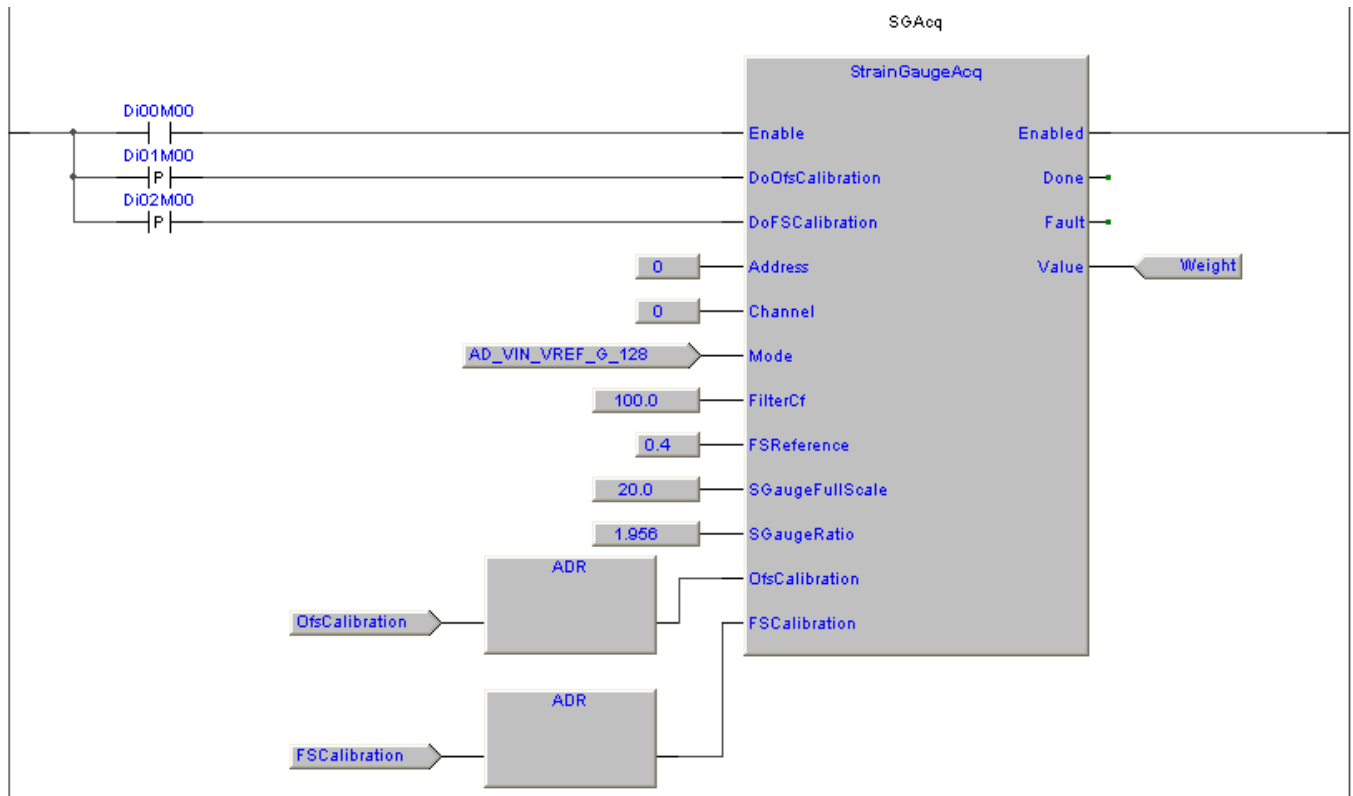 SGAcq
StrainGaugeAcq
Di00M00
Enable Enabled
Di01M00
P DoOfsCalibration Done
Di02M00
P DoFSCalibration Fault
0 Address Value Weight
0 Channel
AD_VIN_VREF_G_128 Mode
100.0 FilterCf
0.4 FSReference
20.0 SGaugeFullScale
1.956 SGaugeRatio
ADR
OfsCalibration
OfsCalibration
FSCalibration
ADR
FSCalibration